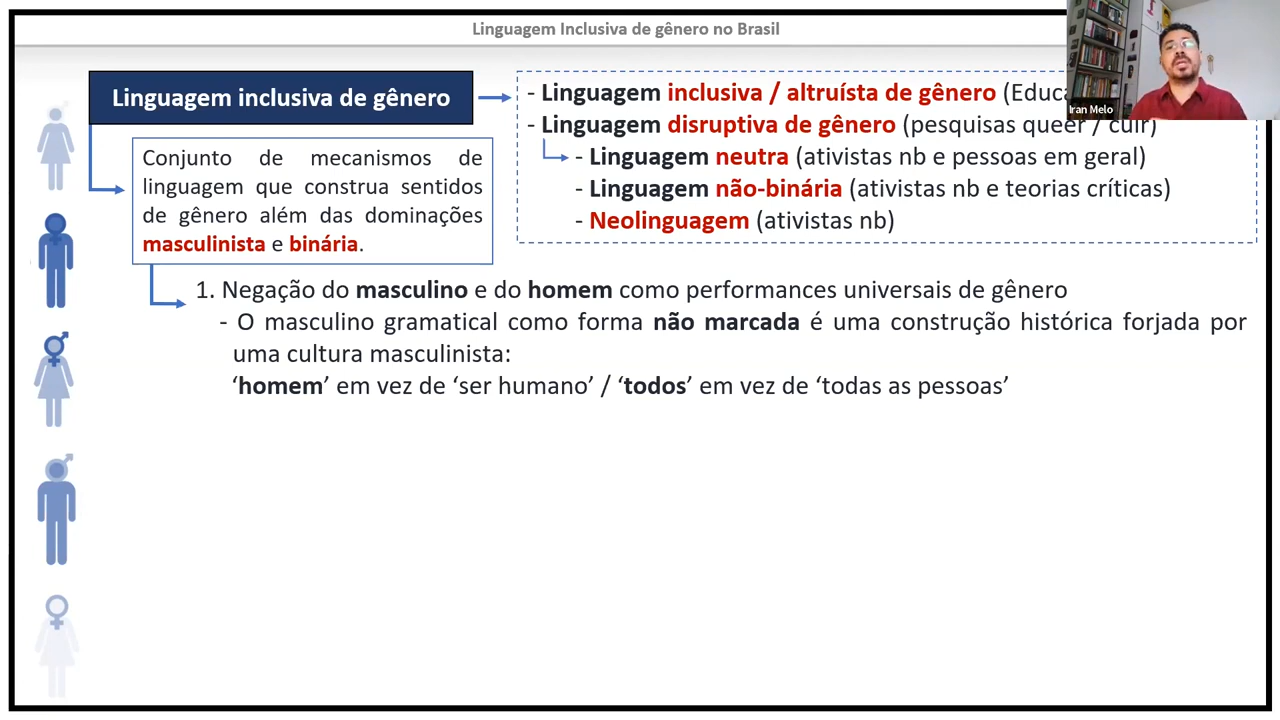 Linguagem Inclusiva de gênero no Brasil
Iran Melo
Linguagem inclusiva de gênero
- Linguagem inclusiva / altruísta de gênero
- Linguagem disruptiva de gênero (pesquisas queer / cuir)
- Linguagem neutra (ativistas nb e pessoas em geral)
- Linguagem não-binária (ativistas nb e teorias críticas)
- Neolinguagem (ativistas nb)
Conjunto de mecanismos de
linguagem que construa sentidos
de gênero além das dominações
masculinista e binária.
1. Negação do masculino e do homem como performances universais de gênero
- O masculino gramatical como forma não marcada é uma construção histórica forjada por
uma cultura masculinista:
‘homem’ em vez de ‘ser humano’ / ‘todos’ em vez de ‘todas as pessoas’